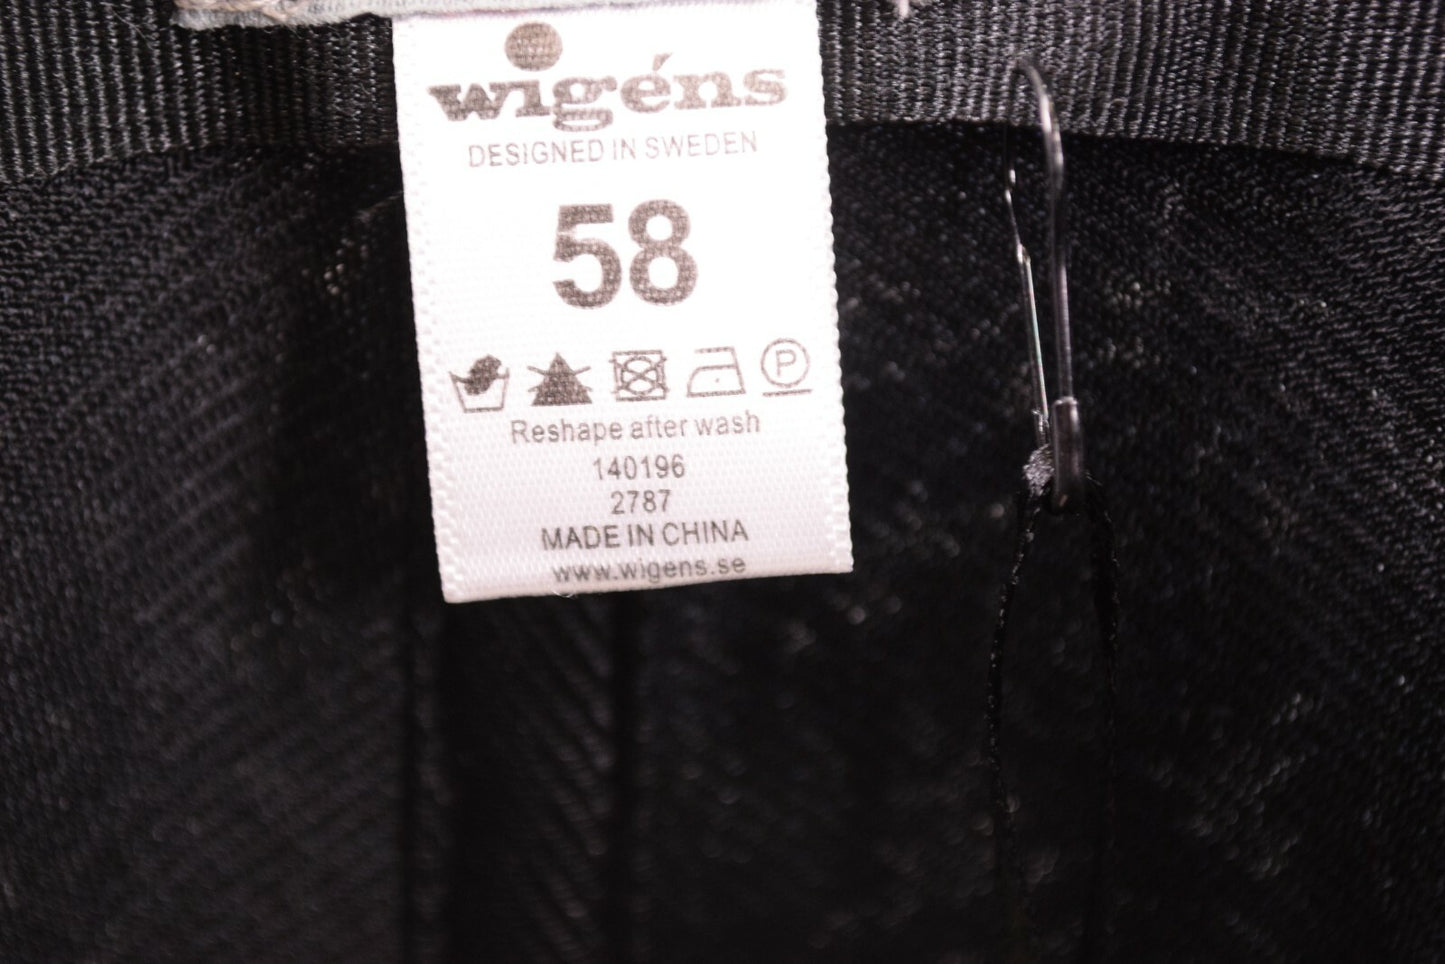 wigéns
DESIGNED IN SWEDEN
58
P
Reshape after wash
140196
2787
MADE IN CHINA
www.wigens.se